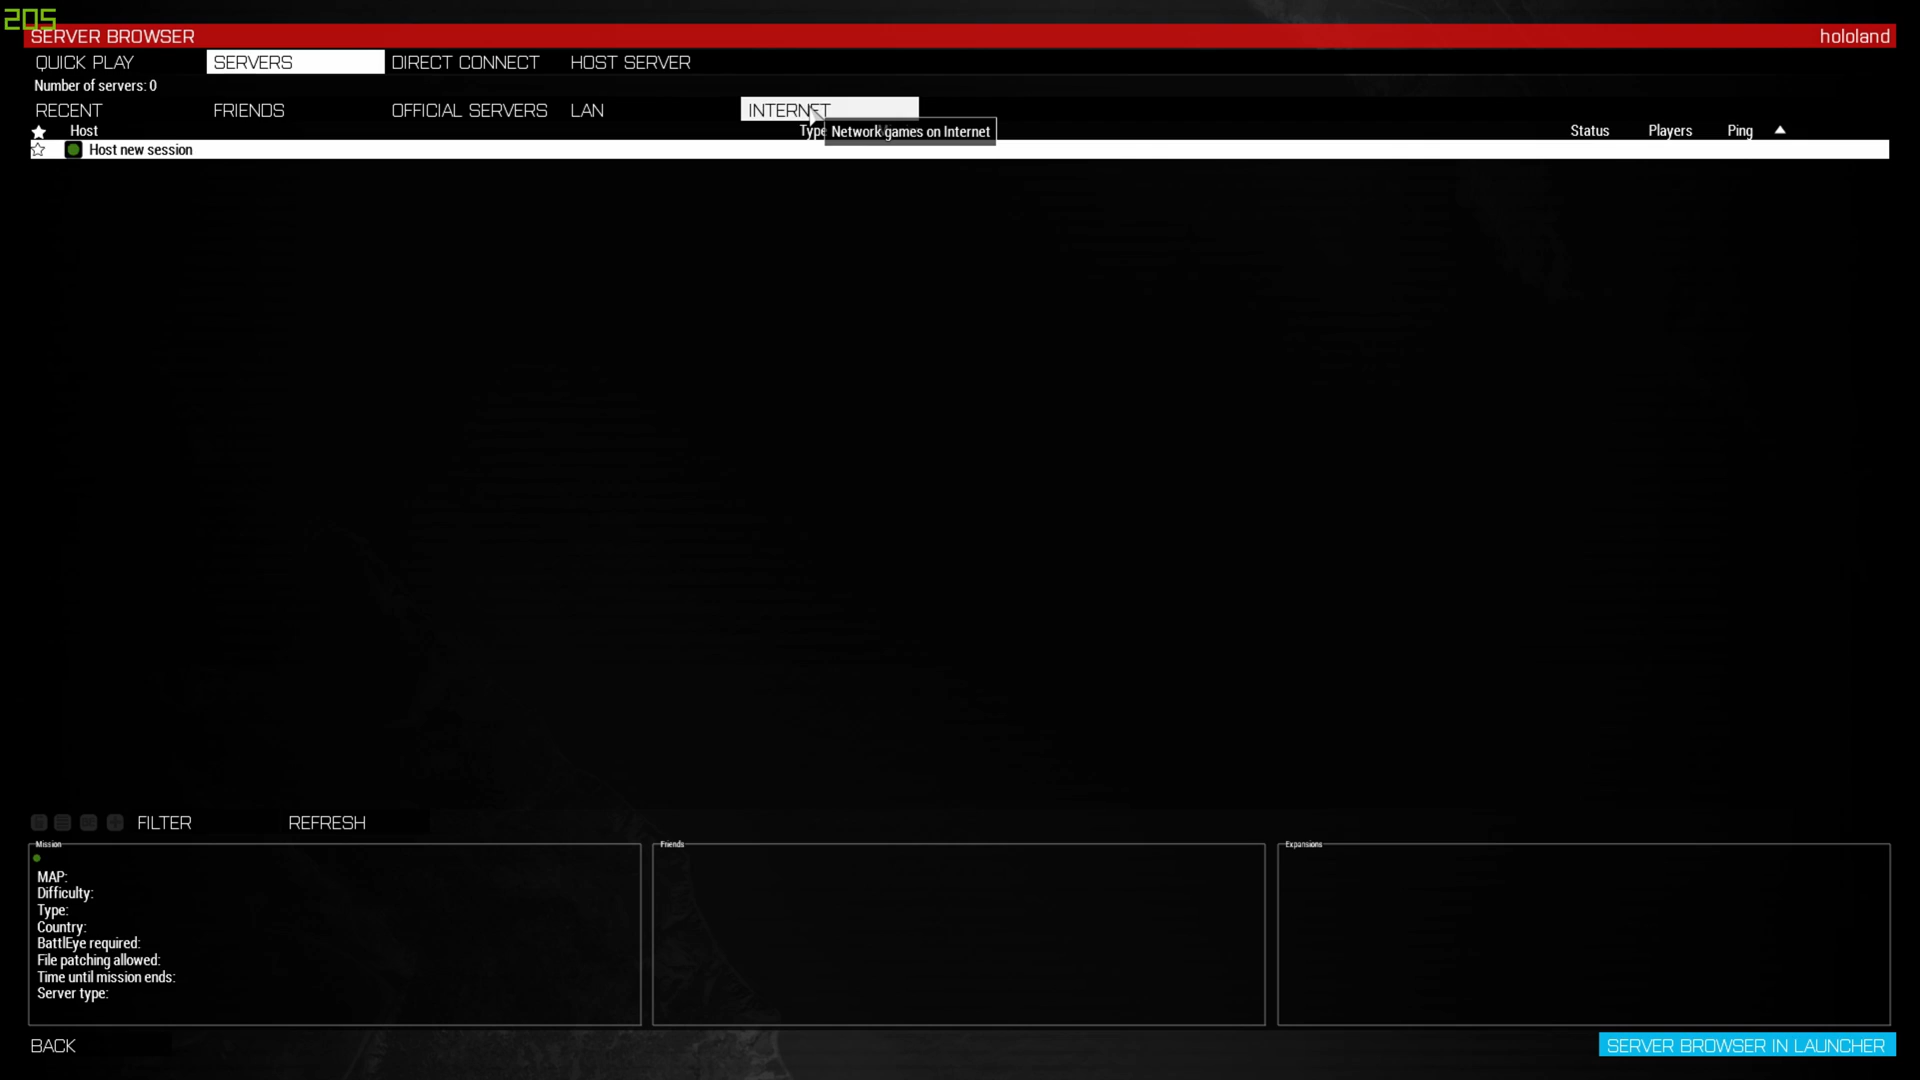 205
SERVER BROWSER hololand
QUICK PLAY SERVERS DIRECT CONNECT HOST SERVER
Number of servers: 0
RECENT FRIENDS OFFICIAL SERVERS LAN INTERNET
Host Type Network games on Internet Status Players Ping
Host new session
FILTER REFRESH
Mission Friends Expansions
MAP:
Difficulty:
Type:
Country:
BattlEye required:
File patching allowed:
Time until mission ends:
Server type:
BACK SERVER BROWSER IN LAUNCHER